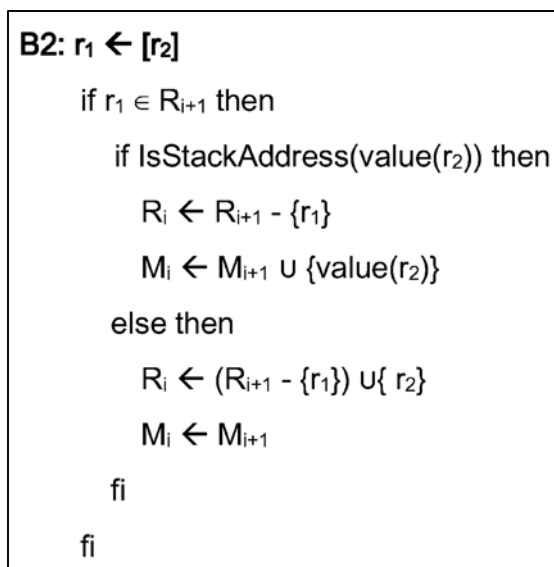 B2: r₁ ← [r₂]
if r₁ ∈ Rᵢ₊₁ then
if IsStackAddress(value(r₂)) then
Rᵢ ← Rᵢ₊₁ - {r₁}
Mᵢ ← Mᵢ₊₁ ∪ {value(r₂)}
else then
Rᵢ ← (Rᵢ₊₁ - {r₁}) ∪{ r₂}
Mᵢ ← Mᵢ₊₁
fi
fi